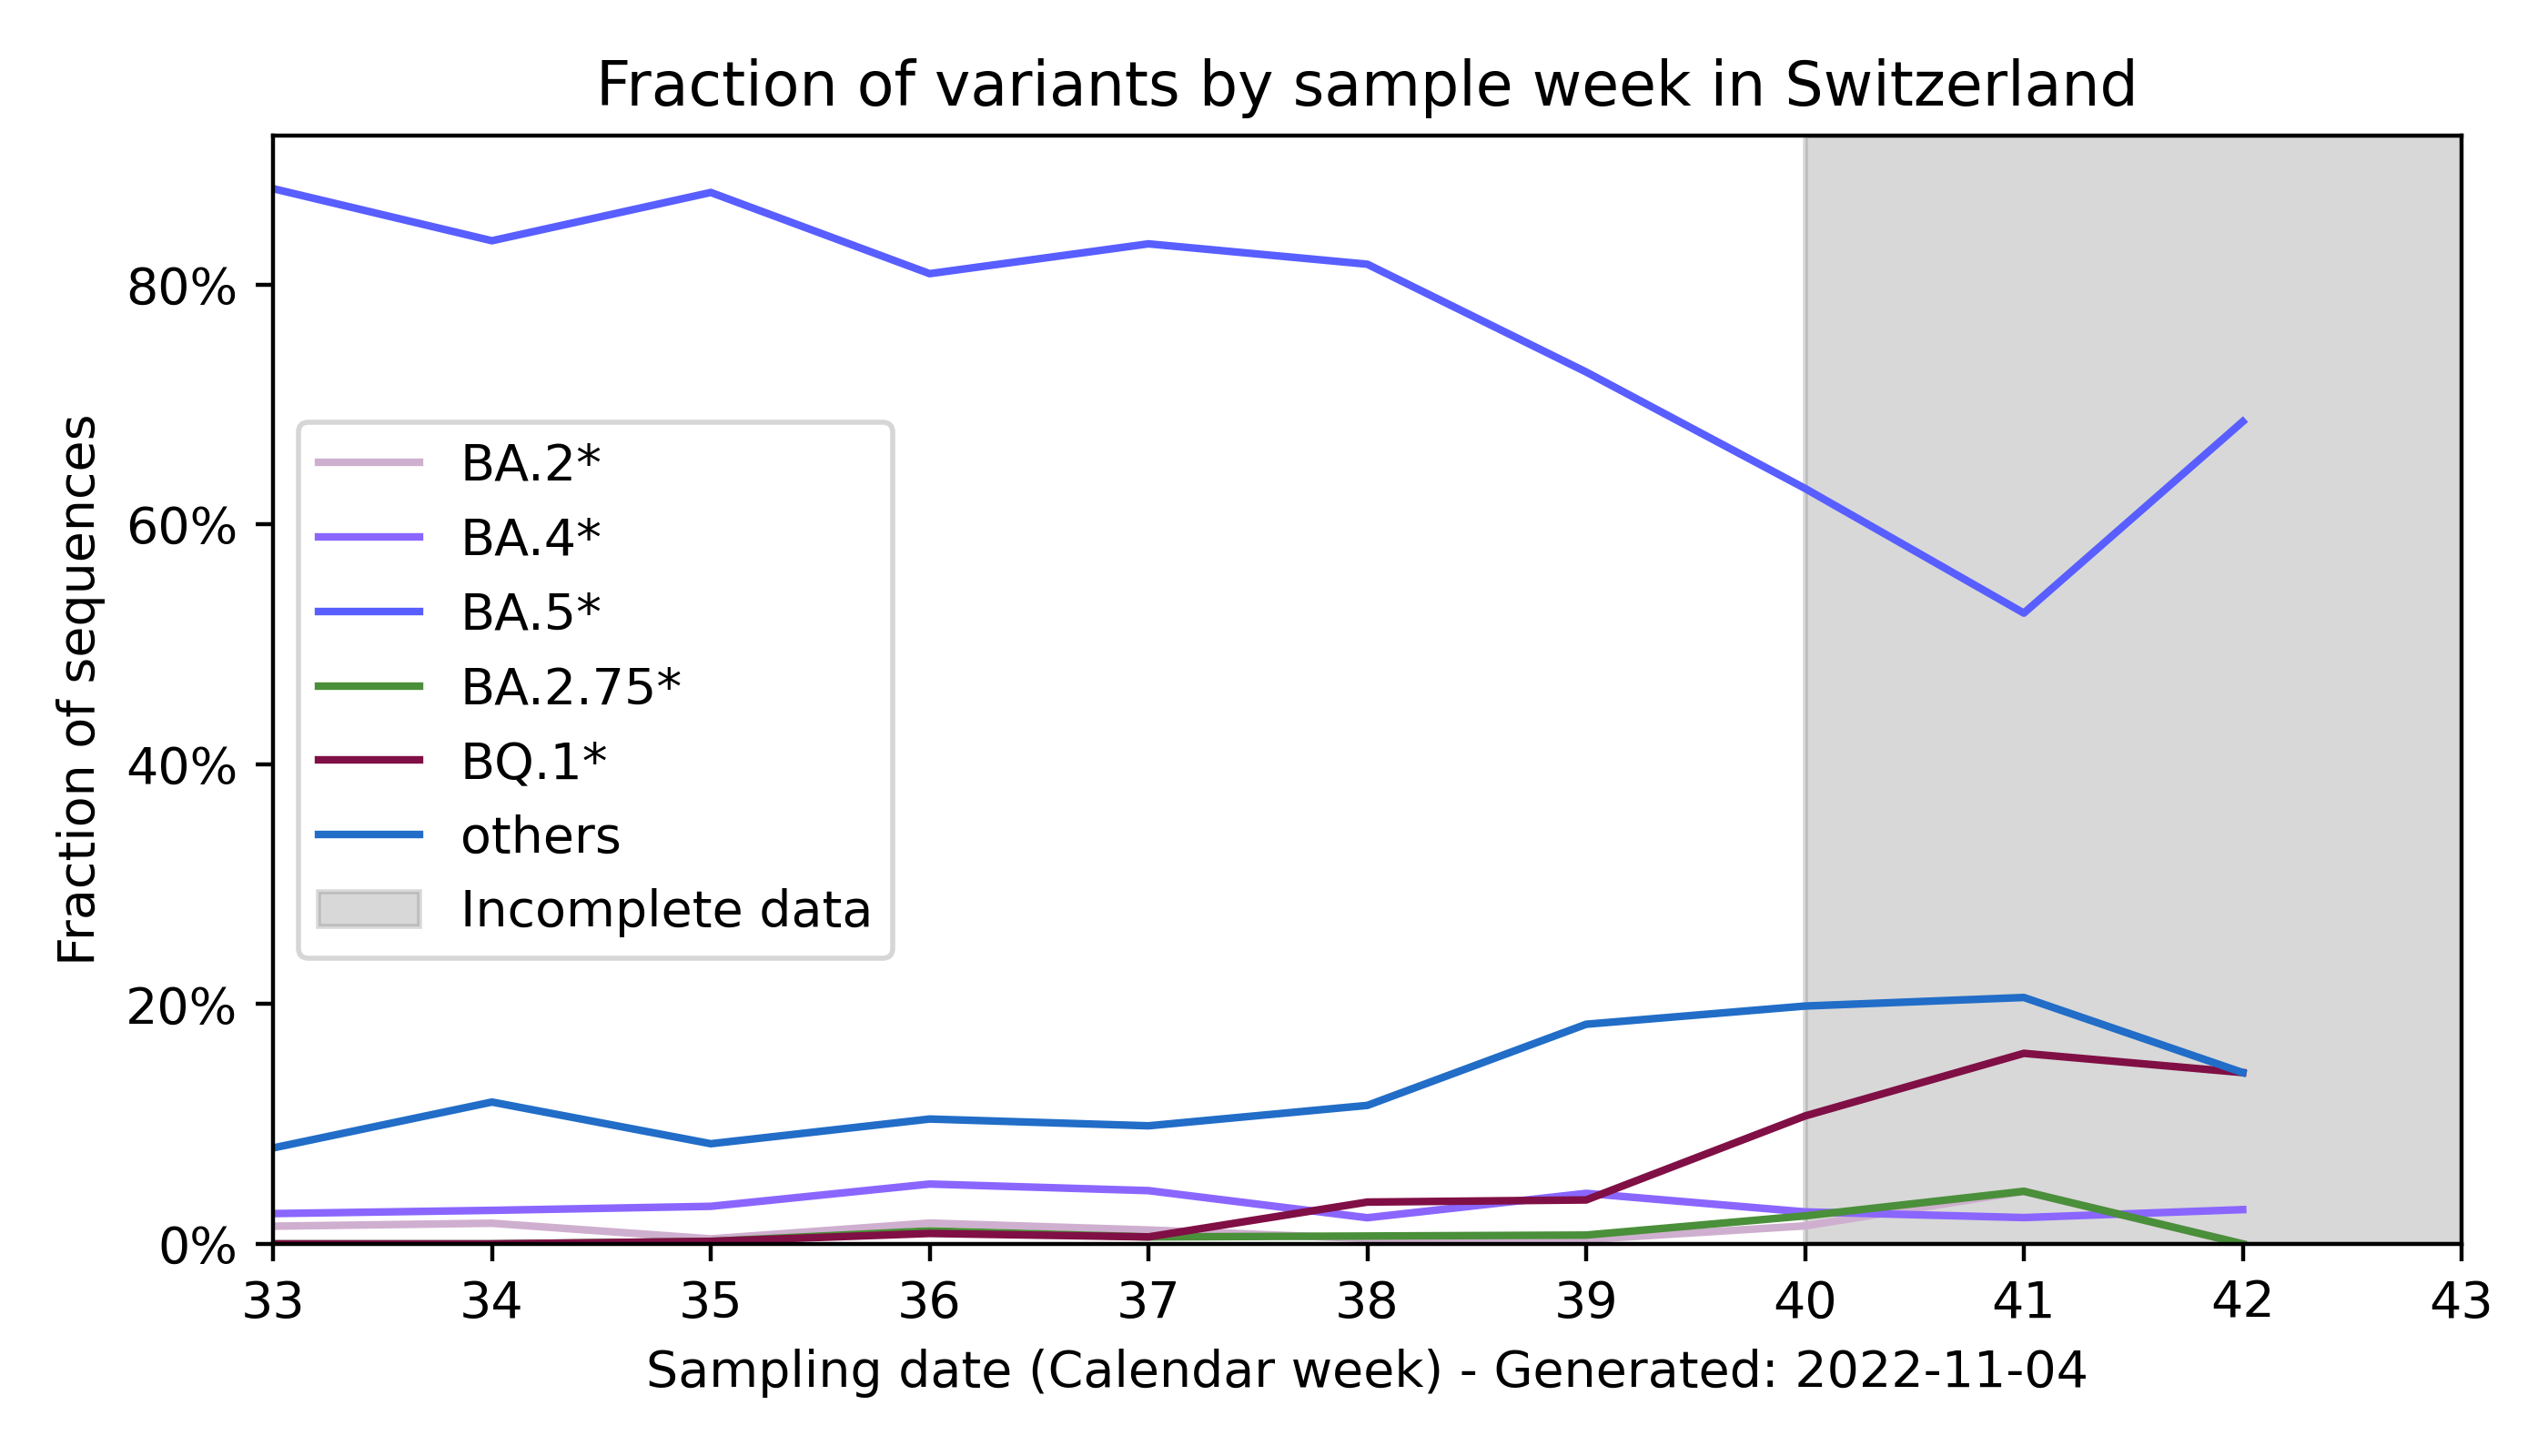 Fraction of variants by sample week in Switzerland
Fraction of sequences
80%
60%
40%
20%
0%
BA.2*
BA.4*
BA.5*
BA.2.75*
BQ.1*
others
Incomplete data
33 34 35 36 37 38 39 40 41 42 43
Sampling date (Calendar week) - Generated: 2022-11-04